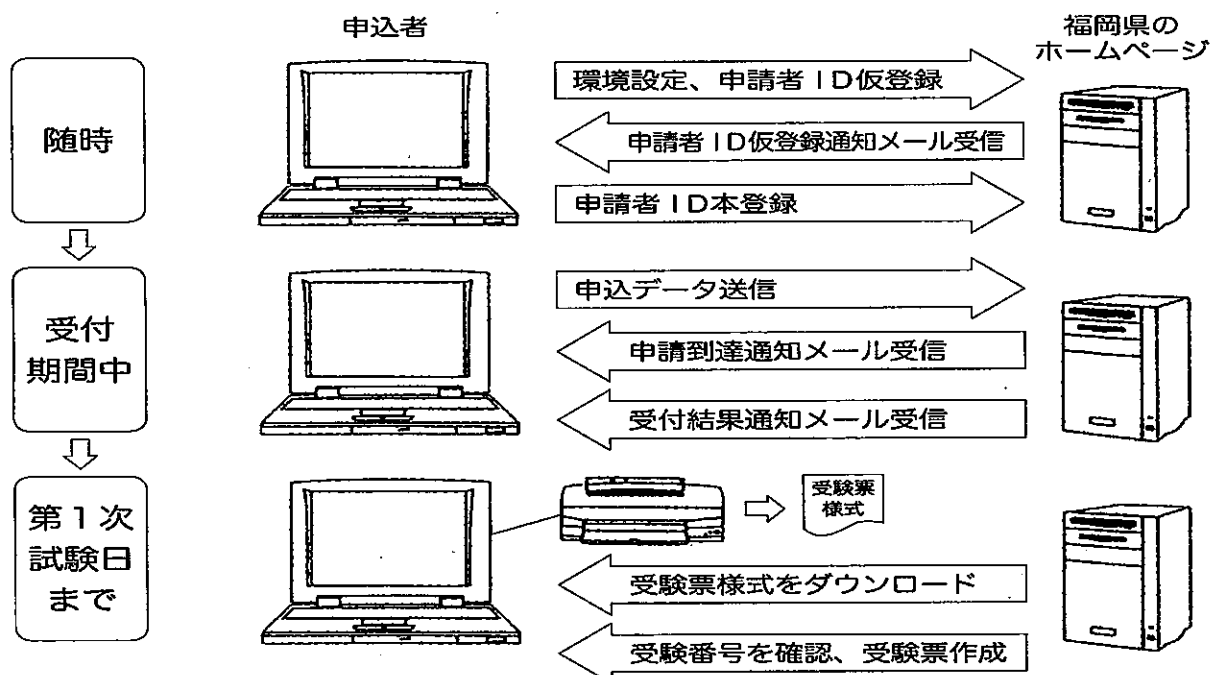 申込者
福岡県の
ホームページ
随時
環境設定、申請者ID仮登録
申請者ID仮登録通知メール受信
申請者ID本登録
受付
期間中
申込データ送信
申請到達通知メール受信
受付結果通知メール受信
第1次
試験日
まで
受験票
様式
受験票様式をダウンロード
受験番号を確認、受験票作成